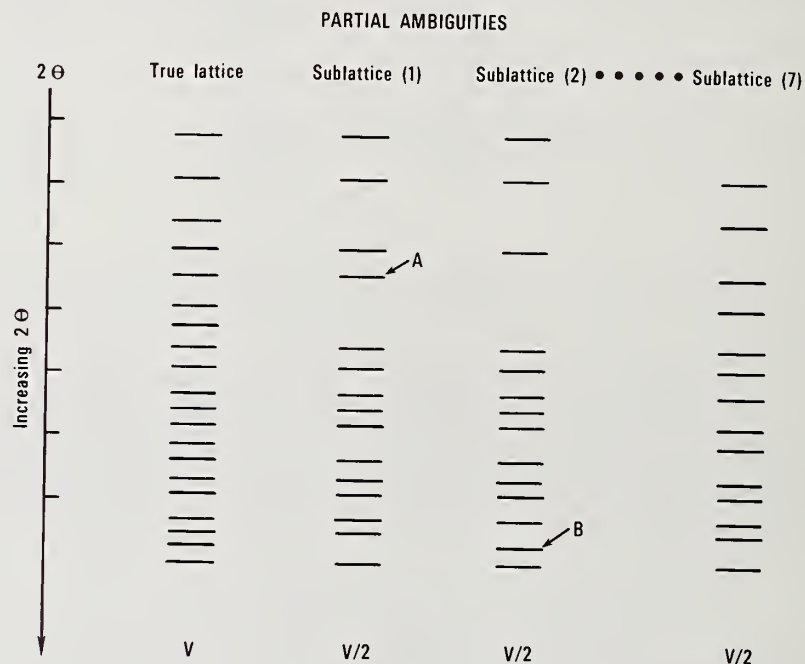 PARTIAL AMBIGUITIES
2Θ True lattice Sublattice (1) Sublattice (2) • • • • • Sublattice (7)
A
Increasing 2Θ
B
V V/2 V/2 V/2